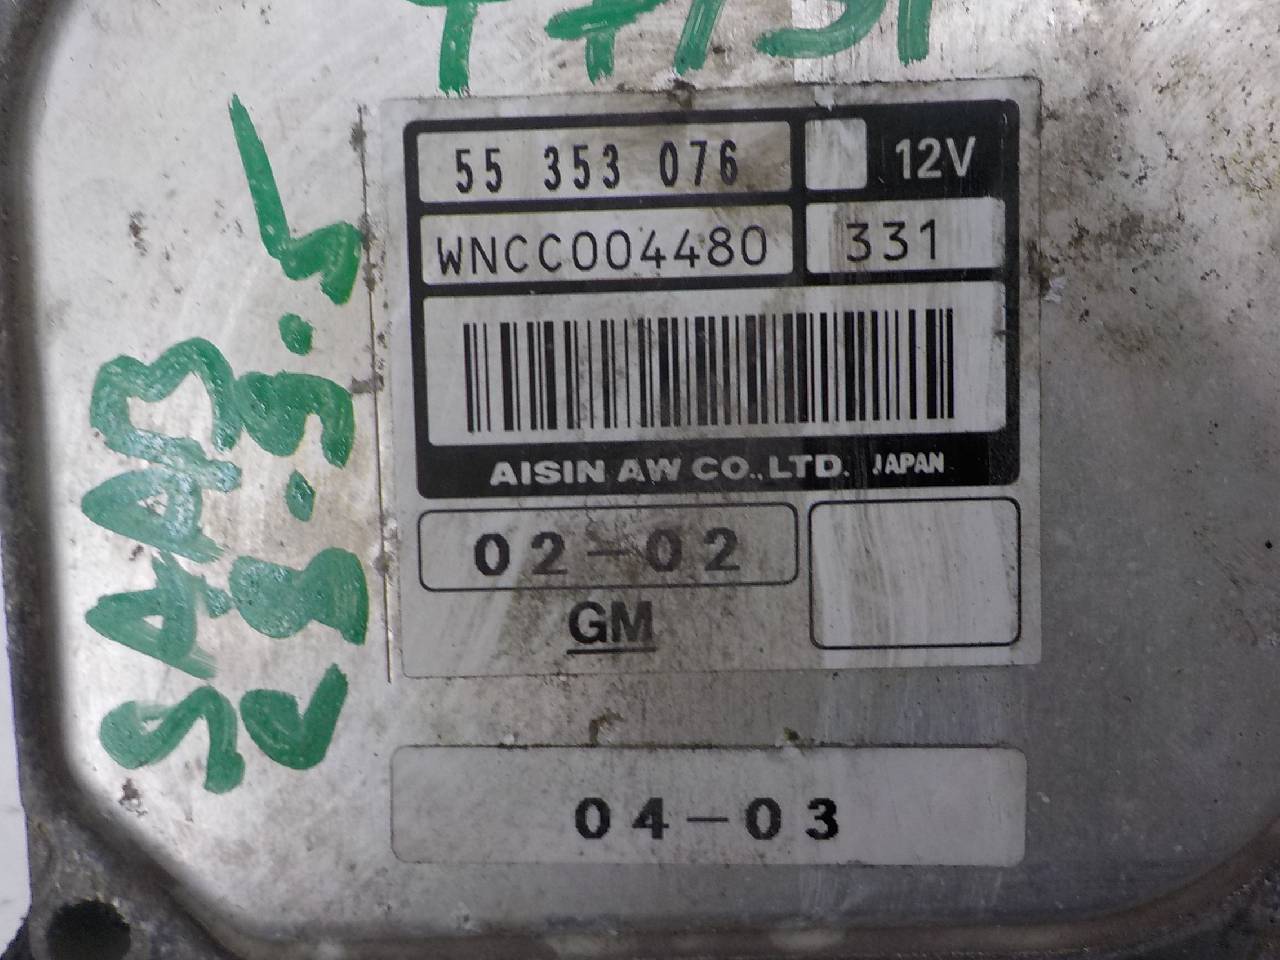 55 353 076
12V
WNCC004480
331
AISIN AW CO.,LTD. JAPAN
02-02
GM
04-03
SAAB